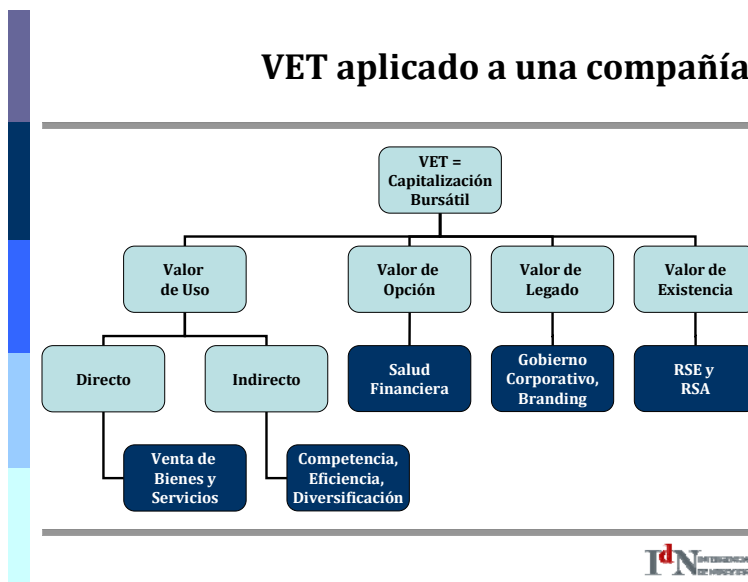 VET aplicado a una compañía
VET =
Capitalización
Bursátil
Valor
de Uso
Valor de
Opción
Valor de
Legado
Valor de
Existencia
Directo
Indirecto
Salud
Financiera
Gobierno
Corporativo,
Branding
RSE y
RSA
Venta de
Bienes y
Servicios
Competencia,
Eficiencia,
Diversificación
IdN